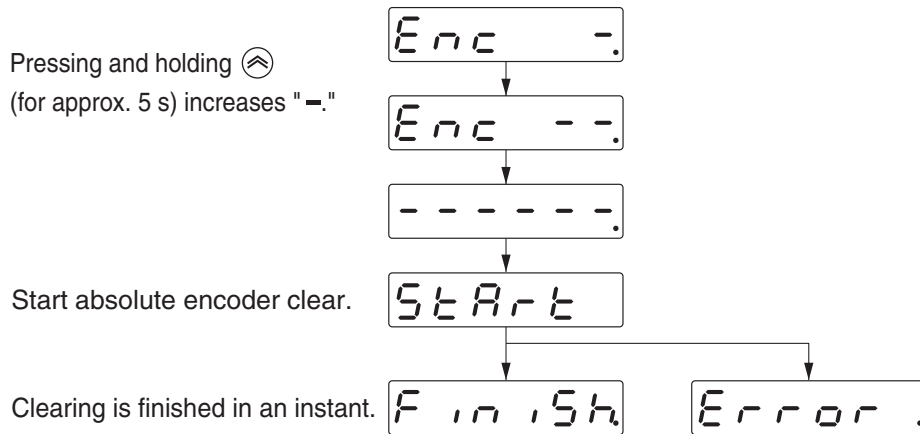 Enc -.
Pressing and holding
(for approx. 5 s) increases "-."
Enc --.
------.
Start absolute encoder clear.
StArt
Clearing is finished in an instant.
FiniSh.
Error .